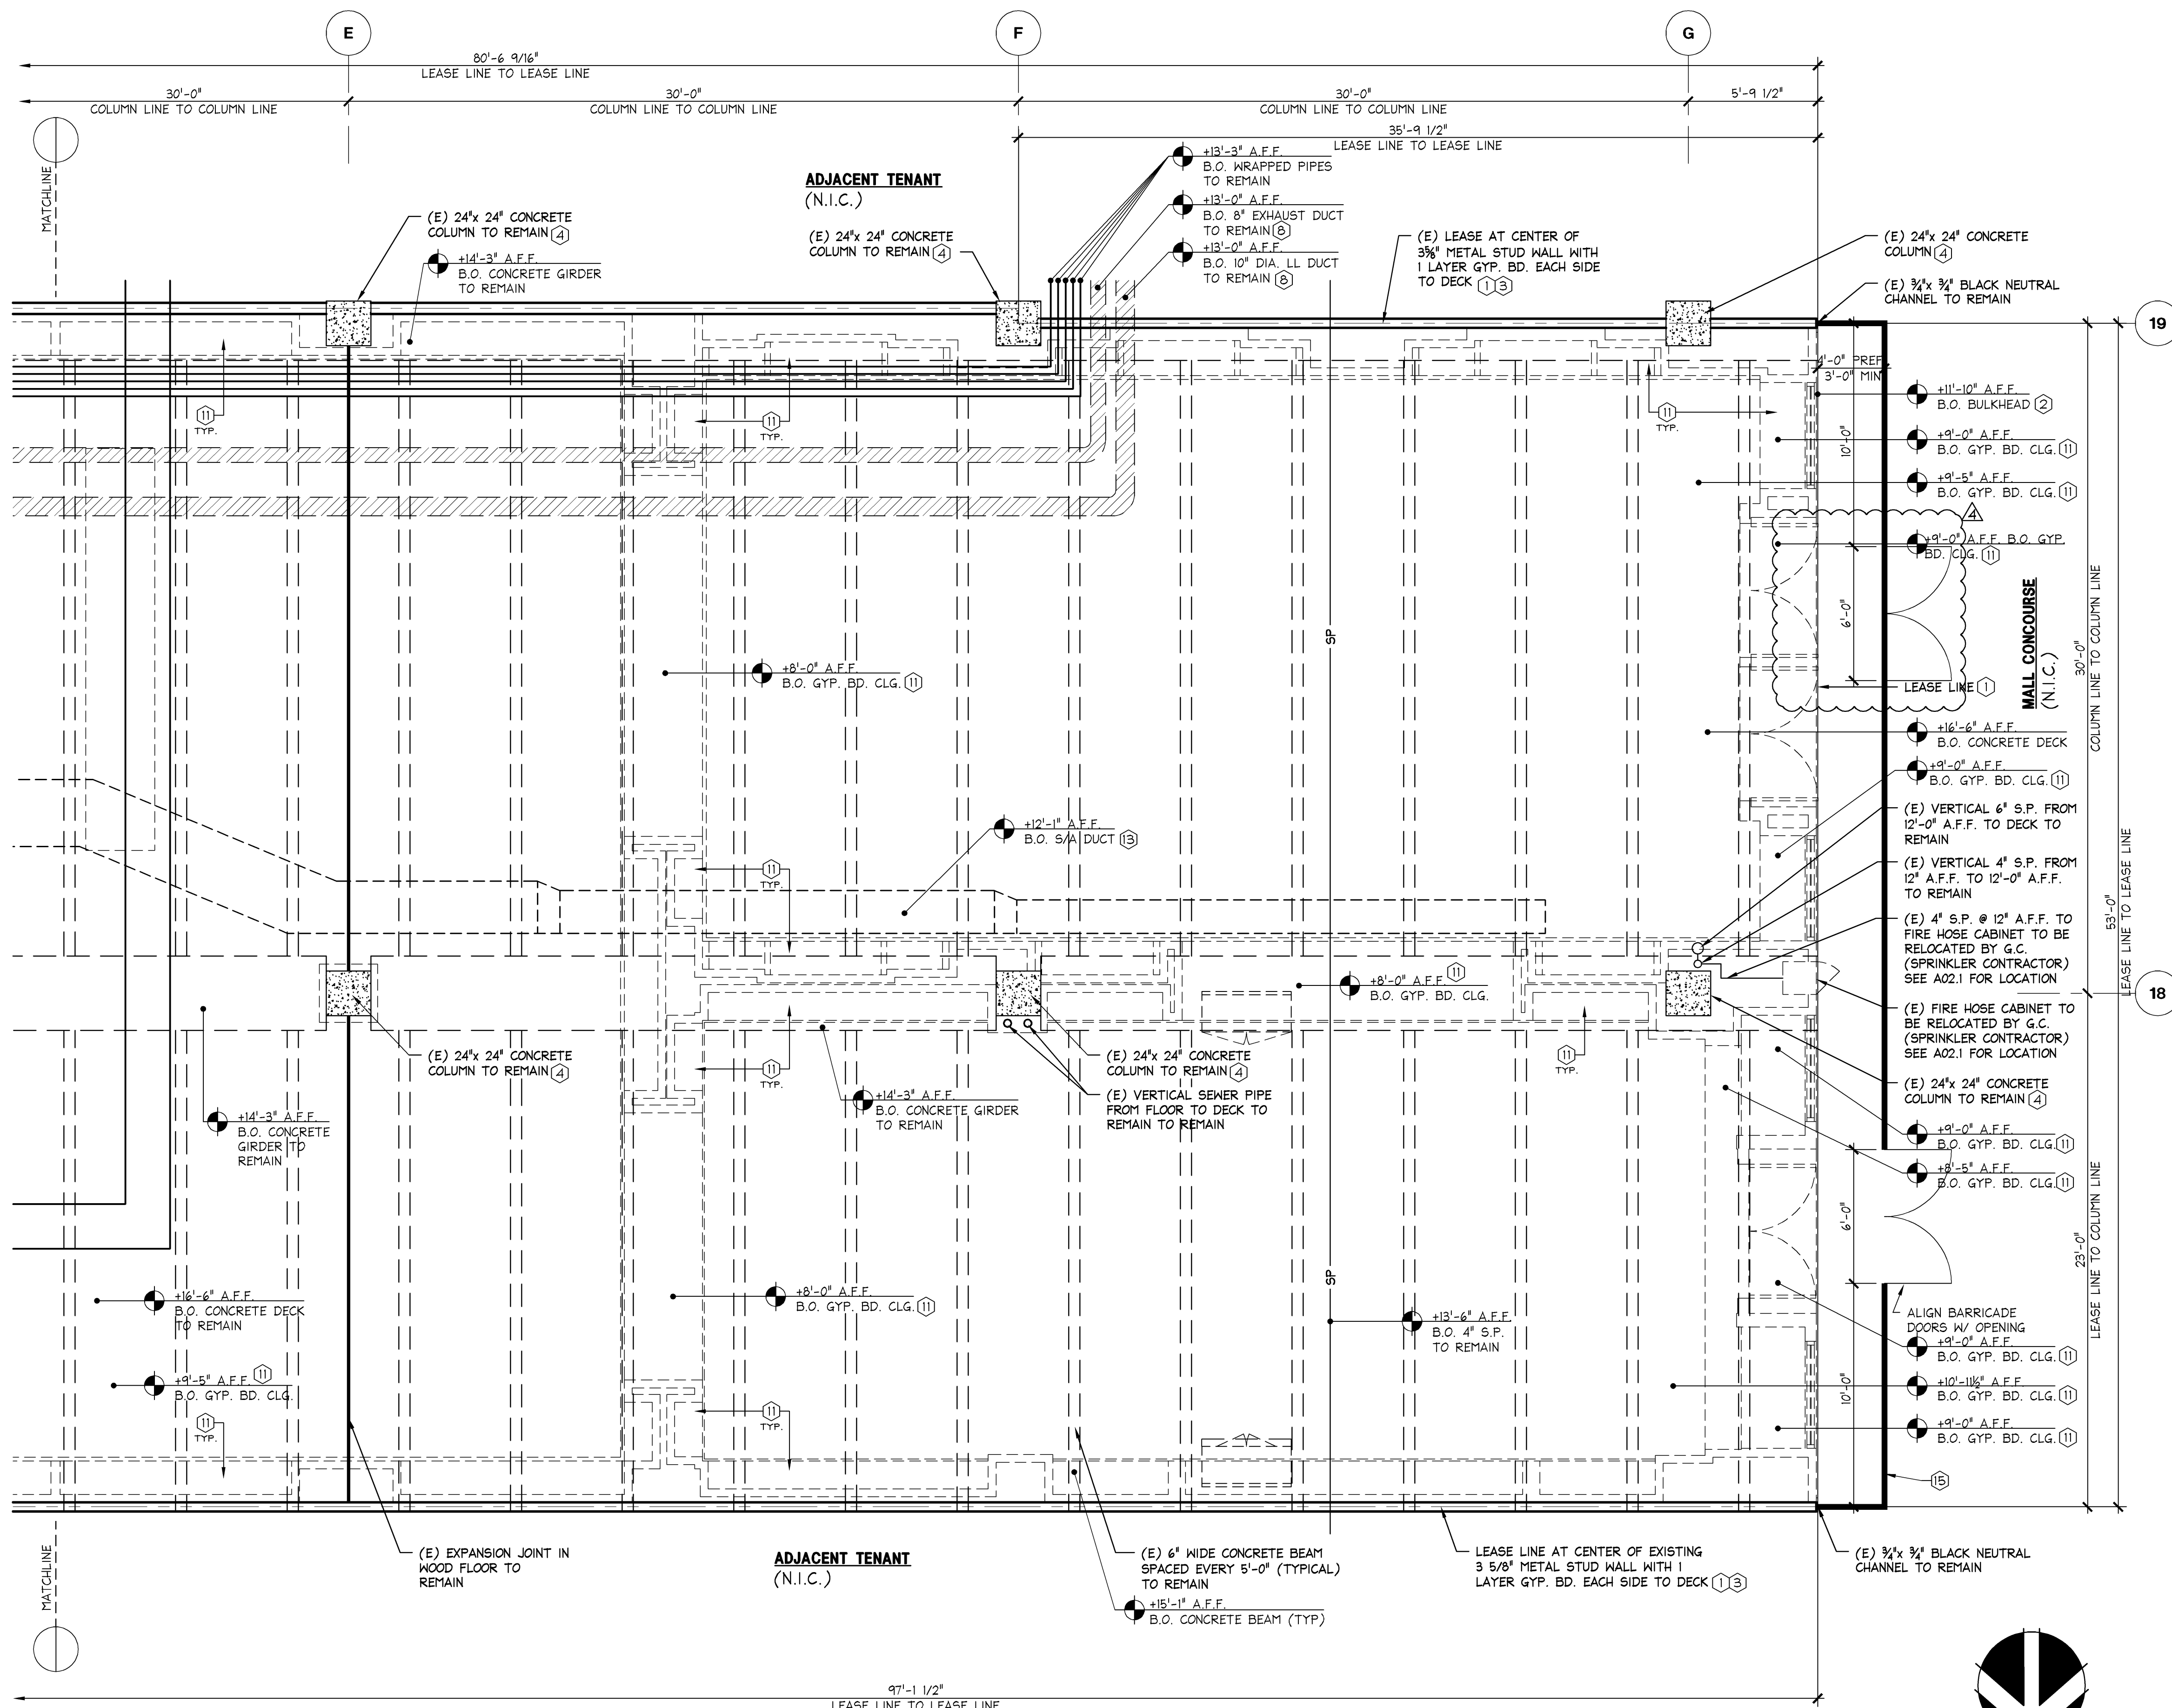 E
F
G
80'-6 9/16"
LEASE LINE TO LEASE LINE
30'-0"
COLUMN LINE TO COLUMN LINE
30'-0"
COLUMN LINE TO COLUMN LINE
30'-0"
COLUMN LINE TO COLUMN LINE
5'-9 1/2"
35'-9 1/2"
LEASE LINE TO LEASE LINE
MATCHLINE
ADJACENT TENANT
(N.I.C.)
(E) 24"x 24" CONCRETE
COLUMN TO REMAIN 4
+14'-3" A.F.F.
B.O. CONCRETE GIRDER
TO REMAIN
(E) 24"x 24" CONCRETE
COLUMN TO REMAIN 4
+13'-3" A.F.F.
B.O. WRAPPED PIPES
TO REMAIN
+13'-0" A.F.F.
B.O. 8" EXHAUST DUCT
TO REMAIN 8
+13'-0" A.F.F.
B.O. 10" DIA. LL DUCT
TO REMAIN 8
(E) LEASE AT CENTER OF
3⅝" METAL STUD WALL WITH
1 LAYER GYP. BD. EACH SIDE
TO DECK 1 3
(E) 24"x 24" CONCRETE
COLUMN 4
(E) ¾"x ¾" BLACK NEUTRAL
CHANNEL TO REMAIN
19
4'-0" PREF
3'-0" MIN
11
TYP.
11
TYP.
11
TYP.
10'-0"
+11'-10" A.F.F.
B.O. BULKHEAD 2
+9'-0" A.F.F.
B.O. GYP. BD. CLG. 11
+9'-5" A.F.F.
B.O. GYP. BD. CLG. 11
4
+9'-0" A.F.F. B.O. GYP.
BD. CLG. 11
6'-0"
MALL CONCOURSE
(N.I.C.)
30'-0"
COLUMN LINE TO COLUMN LINE
LEASE LINE 1
SP
+8'-0" A.F.F.
B.O. GYP. BD. CLG. 11
+16'-6" A.F.F.
B.O. CONCRETE DECK
+9'-0" A.F.F.
B.O. GYP. BD. CLG. 11
(E) VERTICAL 6" S.P. FROM
12'-0" A.F.F. TO DECK TO
REMAIN
+12'-1" A.F.F.
B.O. S/A DUCT 13
11
TYP.
(E) VERTICAL 4" S.P. FROM
12" A.F.F. TO 12'-0" A.F.F.
TO REMAIN
53'-0"
LEASE LINE TO LEASE LINE
(E) 4" S.P. @ 12" A.F.F. TO
FIRE HOSE CABINET TO BE
RELOCATED BY G.C.
(SPRINKLER CONTRACTOR)
SEE A02.1 FOR LOCATION
18
+8'-0" A.F.F. 11
B.O. GYP. BD. CLG.
(E) FIRE HOSE CABINET TO
BE RELOCATED BY G.C.
(SPRINKLER CONTRACTOR)
SEE A02.1 FOR LOCATION
(E) 24"x 24" CONCRETE
COLUMN TO REMAIN 4
11
TYP.
(E) 24"x 24" CONCRETE
COLUMN TO REMAIN 4
11
TYP.
(E) 24"x 24" CONCRETE
COLUMN TO REMAIN 4
+14'-3" A.F.F.
B.O. CONCRETE
GIRDER TO
REMAIN
+14'-3" A.F.F.
B.O. CONCRETE GIRDER
TO REMAIN
(E) VERTICAL SEWER PIPE
FROM FLOOR TO DECK TO
REMAIN TO REMAIN
+9'-0" A.F.F.
B.O. GYP. BD. CLG. 11
+8'-5" A.F.F.
B.O. GYP. BD. CLG. 11
6'-0"
23'-0"
LEASE LINE TO COLUMN LINE
+16'-6" A.F.F.
B.O. CONCRETE DECK
TO REMAIN
+8'-0" A.F.F.
B.O. GYP. BD. CLG. 11
SP
+13'-6" A.F.F.
B.O. 4" S.P.
TO REMAIN
ALIGN BARRICADE
DOORS W/ OPENING
+9'-0" A.F.F.
B.O. GYP. BD. CLG. 11
+9'-5" A.F.F. 11
B.O. GYP. BD. CLG.
+10'-11½" A.F.F.
B.O. GYP. BD. CLG. 11
10'-0"
11
TYP.
11
TYP.
+9'-0" A.F.F.
B.O. GYP. BD. CLG. 11
15
MATCHLINE
(E) EXPANSION JOINT IN
WOOD FLOOR TO
REMAIN
ADJACENT TENANT
(N.I.C.)
(E) 6" WIDE CONCRETE BEAM
SPACED EVERY 5'-0" (TYPICAL)
TO REMAIN
+15'-1" A.F.F.
B.O. CONCRETE BEAM (TYP)
LEASE LINE AT CENTER OF EXISTING
3 5/8" METAL STUD WALL WITH 1
LAYER GYP. BD. EACH SIDE TO DECK 1 3
(E) ¾"x ¾" BLACK NEUTRAL
CHANNEL TO REMAIN
97'-1 1/2"
LEASE LINE TO LEASE LINE